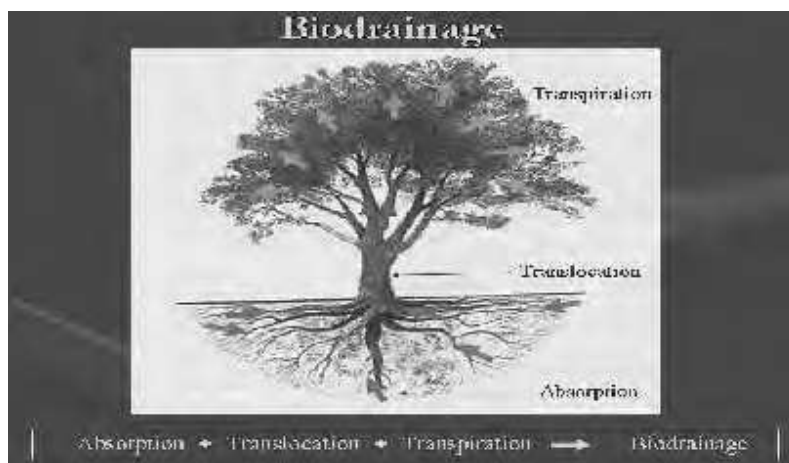 Biodrainage
Transpiration
Translocation
Absorption
Absorption + Translocation + Transpiration → Biodrainage